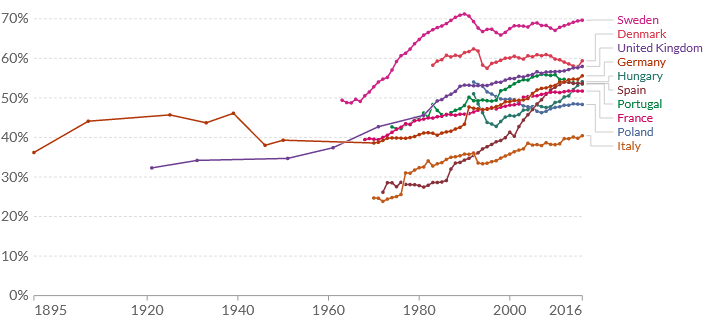 70%
60%
50%
40%
30%
20%
10%
0%
1895
1920
1940
1960
1980
2000
2016
Sweden
Denmark
United Kingdom
Germany
Hungary
Spain
Portugal
France
Poland
Italy